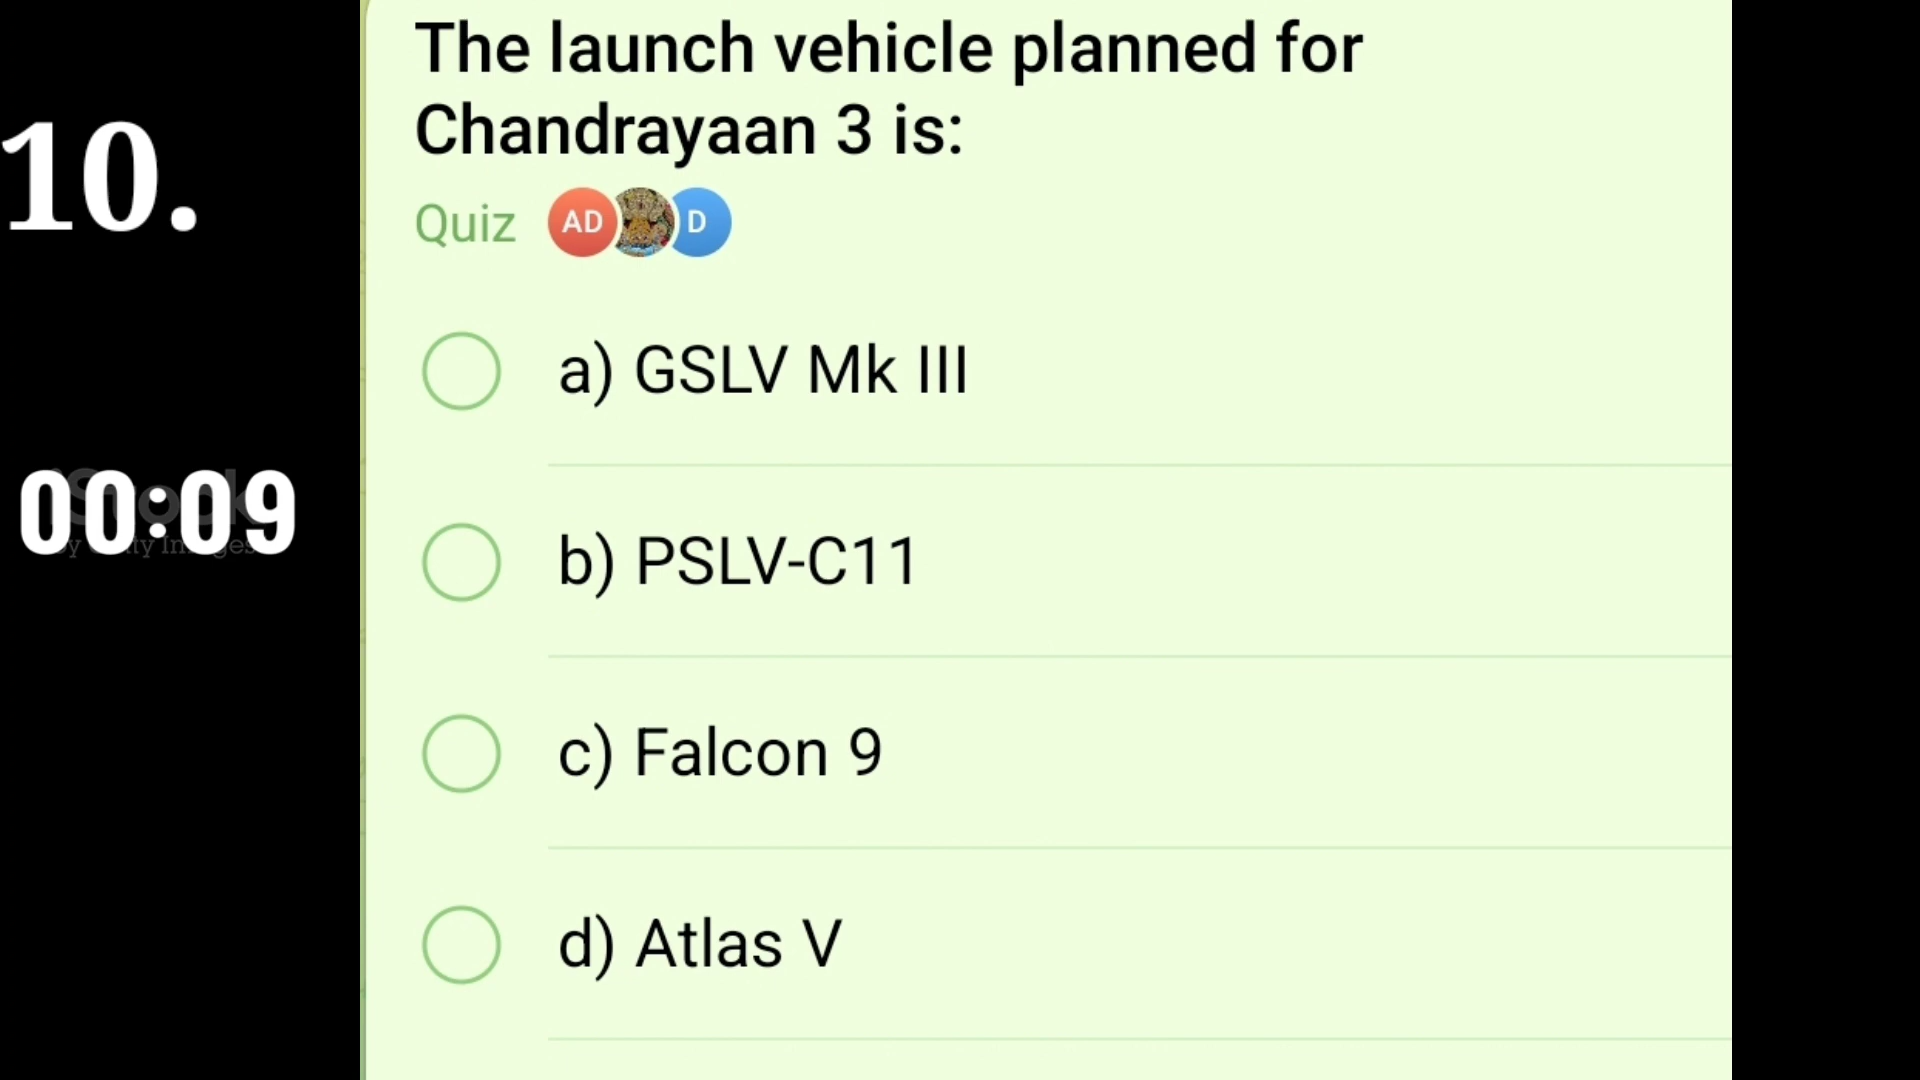 10.
The launch vehicle planned for
Chandrayaan 3 is:
Quiz AD D
a) GSLV Mk III
00:09
b) PSLV-C11
c) Falcon 9
d) Atlas V